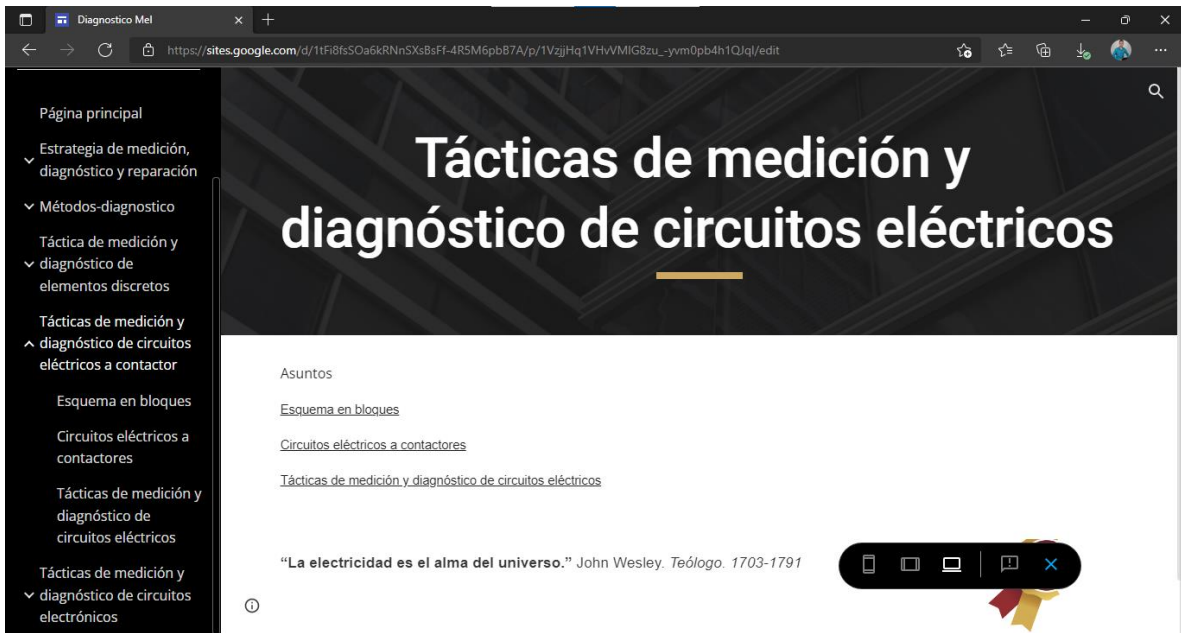 Diagnostico Mel
https://sites.google.com/d/1tFi8fsSOa6kRNnSXsBsFf-4R5M6pb87A/p/1VzjjHq1VHvVMIG8zu_-yvm0pb4h1QJqI/edit
Página principal
Estrategia de medición,
diagnóstico y reparación
Métodos-diagnostico
Táctica de medición y
diagnóstico de
elementos discretos
Tácticas de medición y
diagnóstico de circuitos
eléctricos a contactor
Esquema en bloques
Circuitos eléctricos a
contactores
Tácticas de medición y
diagnóstico de
circuitos eléctricos
Tácticas de medición y
diagnóstico de circuitos
electrónicos
Tácticas de medición y
diagnóstico de circuitos eléctricos
Asuntos
Esquema en bloques
Circuitos eléctricos a contactores
Tácticas de medición y diagnóstico de circuitos eléctricos
“La electricidad es el alma del universo.” John Wesley. Teólogo. 1703-1791